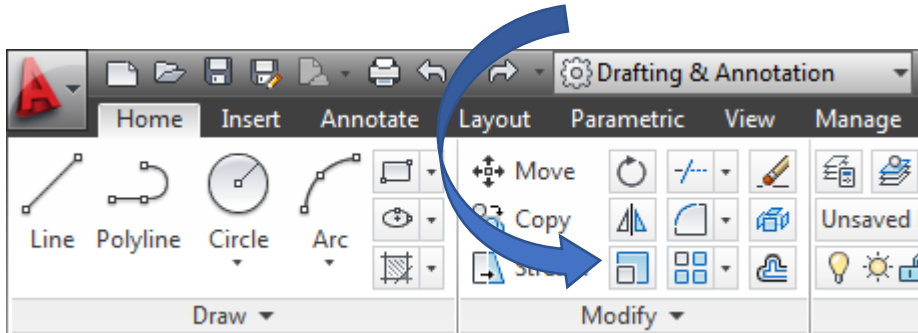 Drafting & Annotation
Home Insert Annotate Layout Parametric View Manage
Move
Copy
Line Polyline Circle Arc
Unsaved
Draw Modify